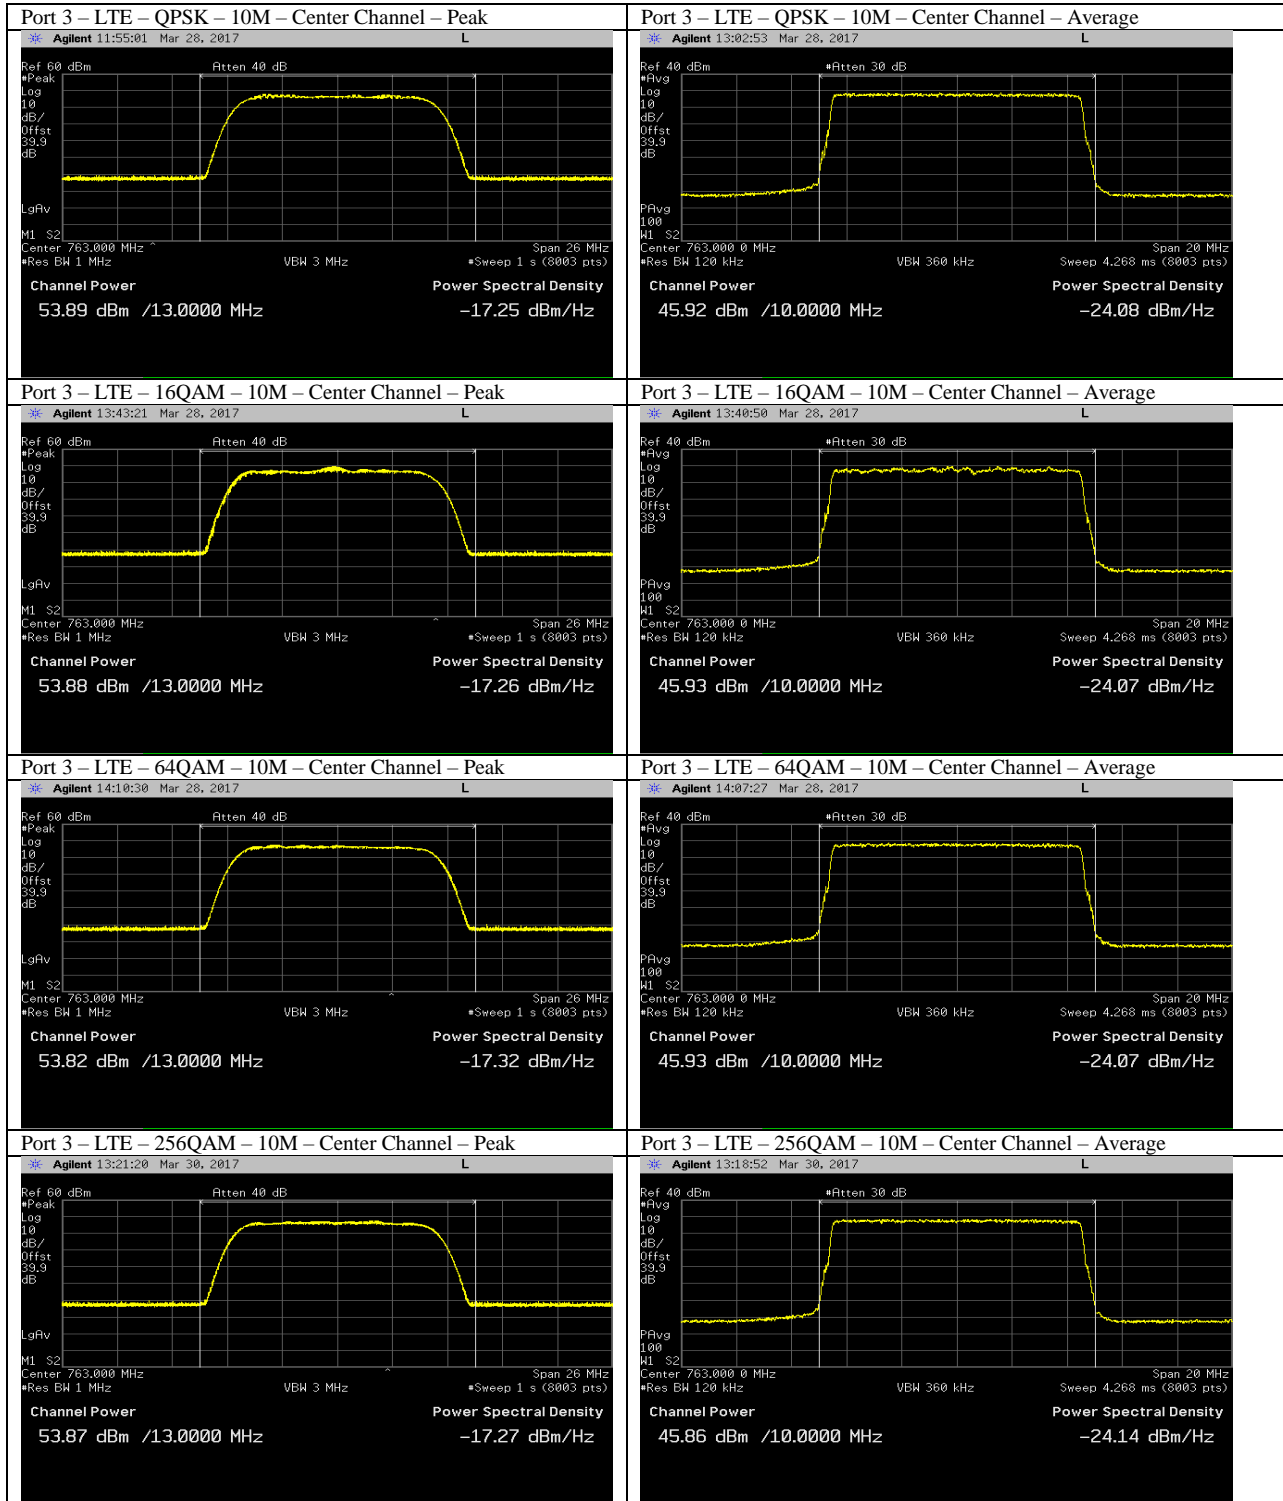 Port 3 – LTE – QPSK – 10M – Center Channel – Peak
Agilent 11:55:01 Mar 28, 2017 L
Ref 60 dBm Atten 40 dB
#Peak
Log
10
dB/
Offst
39.9
dB
LgAv
M1 S2
Center 763.000 MHz ^ Span 26 MHz
#Res BW 1 MHz VBW 3 MHz #Sweep 1 s (8003 pts)
Channel Power Power Spectral Density
53.89 dBm /13.0000 MHz -17.25 dBm/Hz
Port 3 – LTE – QPSK – 10M – Center Channel – Average
Agilent 13:02:53 Mar 28, 2017 L
Ref 40 dBm #Atten 30 dB
#Avg
Log
10
dB/
Offst
39.9
dB
PAvg
100
W1 S2
Center 763.000 0 MHz Span 20 MHz
#Res BW 120 kHz VBW 360 kHz Sweep 4.268 ms (8003 pts)
Channel Power Power Spectral Density
45.92 dBm /10.0000 MHz -24.08 dBm/Hz
Port 3 – LTE – 16QAM – 10M – Center Channel – Peak
Agilent 13:43:21 Mar 28, 2017 L
Ref 60 dBm Atten 40 dB
#Peak
Log
10
dB/
Offst
39.9
dB
LgAv
M1 S2
Center 763.000 MHz ^ Span 26 MHz
#Res BW 1 MHz VBW 3 MHz #Sweep 1 s (8003 pts)
Channel Power Power Spectral Density
53.88 dBm /13.0000 MHz -17.26 dBm/Hz
Port 3 – LTE – 16QAM – 10M – Center Channel – Average
Agilent 13:40:50 Mar 28, 2017 L
Ref 40 dBm #Atten 30 dB
#Avg
Log
10
dB/
Offst
39.9
dB
PAvg
100
W1 S2
Center 763.000 0 MHz Span 20 MHz
#Res BW 120 kHz VBW 360 kHz Sweep 4.268 ms (8003 pts)
Channel Power Power Spectral Density
45.93 dBm /10.0000 MHz -24.07 dBm/Hz
Port 3 – LTE – 64QAM – 10M – Center Channel – Peak
Agilent 14:10:30 Mar 28, 2017 L
Ref 60 dBm Atten 40 dB
#Peak
Log
10
dB/
Offst
39.9
dB
LgAv
M1 S2
Center 763.000 MHz ^ Span 26 MHz
#Res BW 1 MHz VBW 3 MHz #Sweep 1 s (8003 pts)
Channel Power Power Spectral Density
53.82 dBm /13.0000 MHz -17.32 dBm/Hz
Port 3 – LTE – 64QAM – 10M – Center Channel – Average
Agilent 14:07:27 Mar 28, 2017 L
Ref 40 dBm #Atten 30 dB
#Avg
Log
10
dB/
Offst
39.9
dB
PAvg
100
W1 S2
Center 763.000 0 MHz Span 20 MHz
#Res BW 120 kHz VBW 360 kHz Sweep 4.268 ms (8003 pts)
Channel Power Power Spectral Density
45.93 dBm /10.0000 MHz -24.07 dBm/Hz
Port 3 – LTE – 256QAM – 10M – Center Channel – Peak
Agilent 13:21:20 Mar 30, 2017 L
Ref 60 dBm Atten 40 dB
#Peak
Log
10
dB/
Offst
39.9
dB
LgAv
M1 S2
Center 763.000 MHz ^ Span 26 MHz
#Res BW 1 MHz VBW 3 MHz #Sweep 1 s (8003 pts)
Channel Power Power Spectral Density
53.87 dBm /13.0000 MHz -17.27 dBm/Hz
Port 3 – LTE – 256QAM – 10M – Center Channel – Average
Agilent 13:18:52 Mar 30, 2017 L
Ref 40 dBm #Atten 30 dB
#Avg
Log
10
dB/
Offst
39.9
dB
PAvg
100
W1 S2
Center 763.000 0 MHz Span 20 MHz
#Res BW 120 kHz VBW 360 kHz Sweep 4.268 ms (8003 pts)
Channel Power Power Spectral Density
45.86 dBm /10.0000 MHz -24.14 dBm/Hz